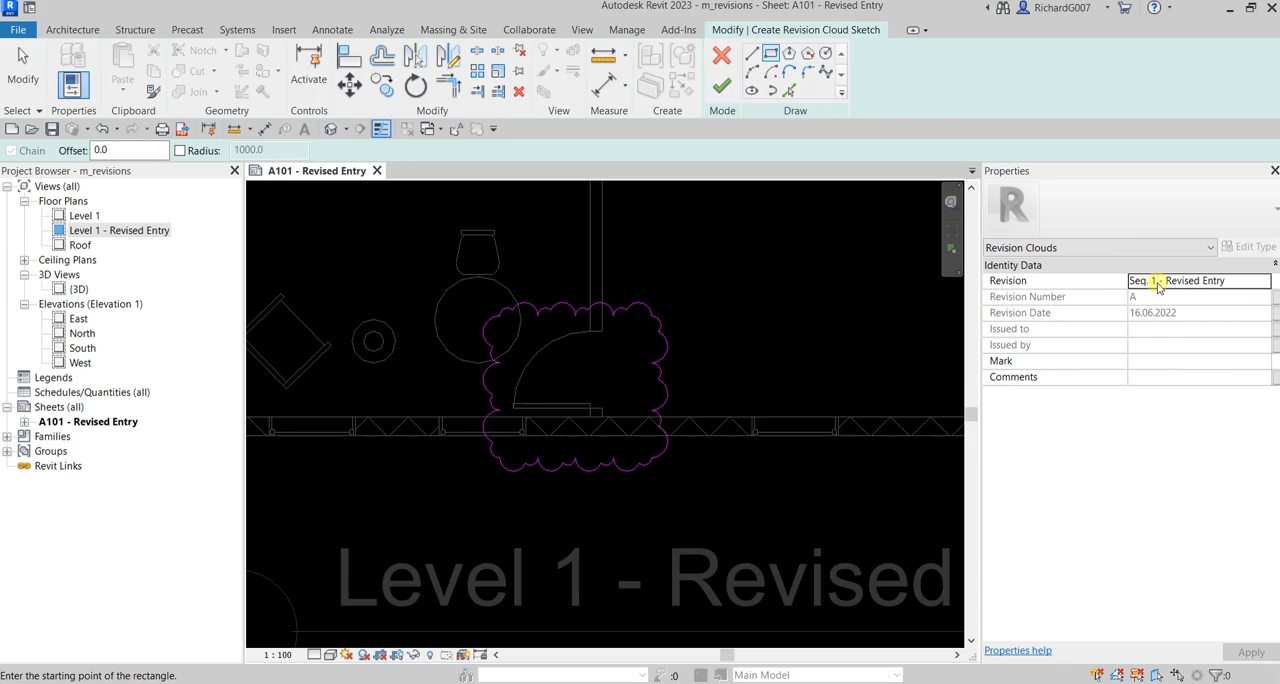 Autodesk Revit 2023 - m_revisions - Sheet: A101 - Revised Entry
RichardG007
File Architecture Structure Precast Systems Insert Annotate Analyze Massing & Site Collaborate View Manage Add-Ins Modify | Create Revision Cloud Sketch
Modify Paste Notch Cut Join Activate
Select Properties Clipboard Geometry Controls Modify View Measure Create Mode Draw
Chain Offset: 0.0 Radius: 1000.0
Project Browser - m_revisions
Views (all)
Floor Plans
Level 1
Level 1 - Revised Entry
Roof
Ceiling Plans
3D Views
{3D}
Elevations (Elevation 1)
East
North
South
West
Legends
Schedules/Quantities (all)
Sheets (all)
A101 - Revised Entry
Families
Groups
Revit Links
A101 - Revised Entry
Level 1 - Revised
1 : 100
Properties
R
Revision Clouds Edit Type
Identity Data
Revision Seq. 1 - Revised Entry
Revision Number A
Revision Date 16.06.2022
Issued to
Issued by
Mark
Comments
Properties help Apply
Enter the starting point of the rectangle. :0 Main Model :0